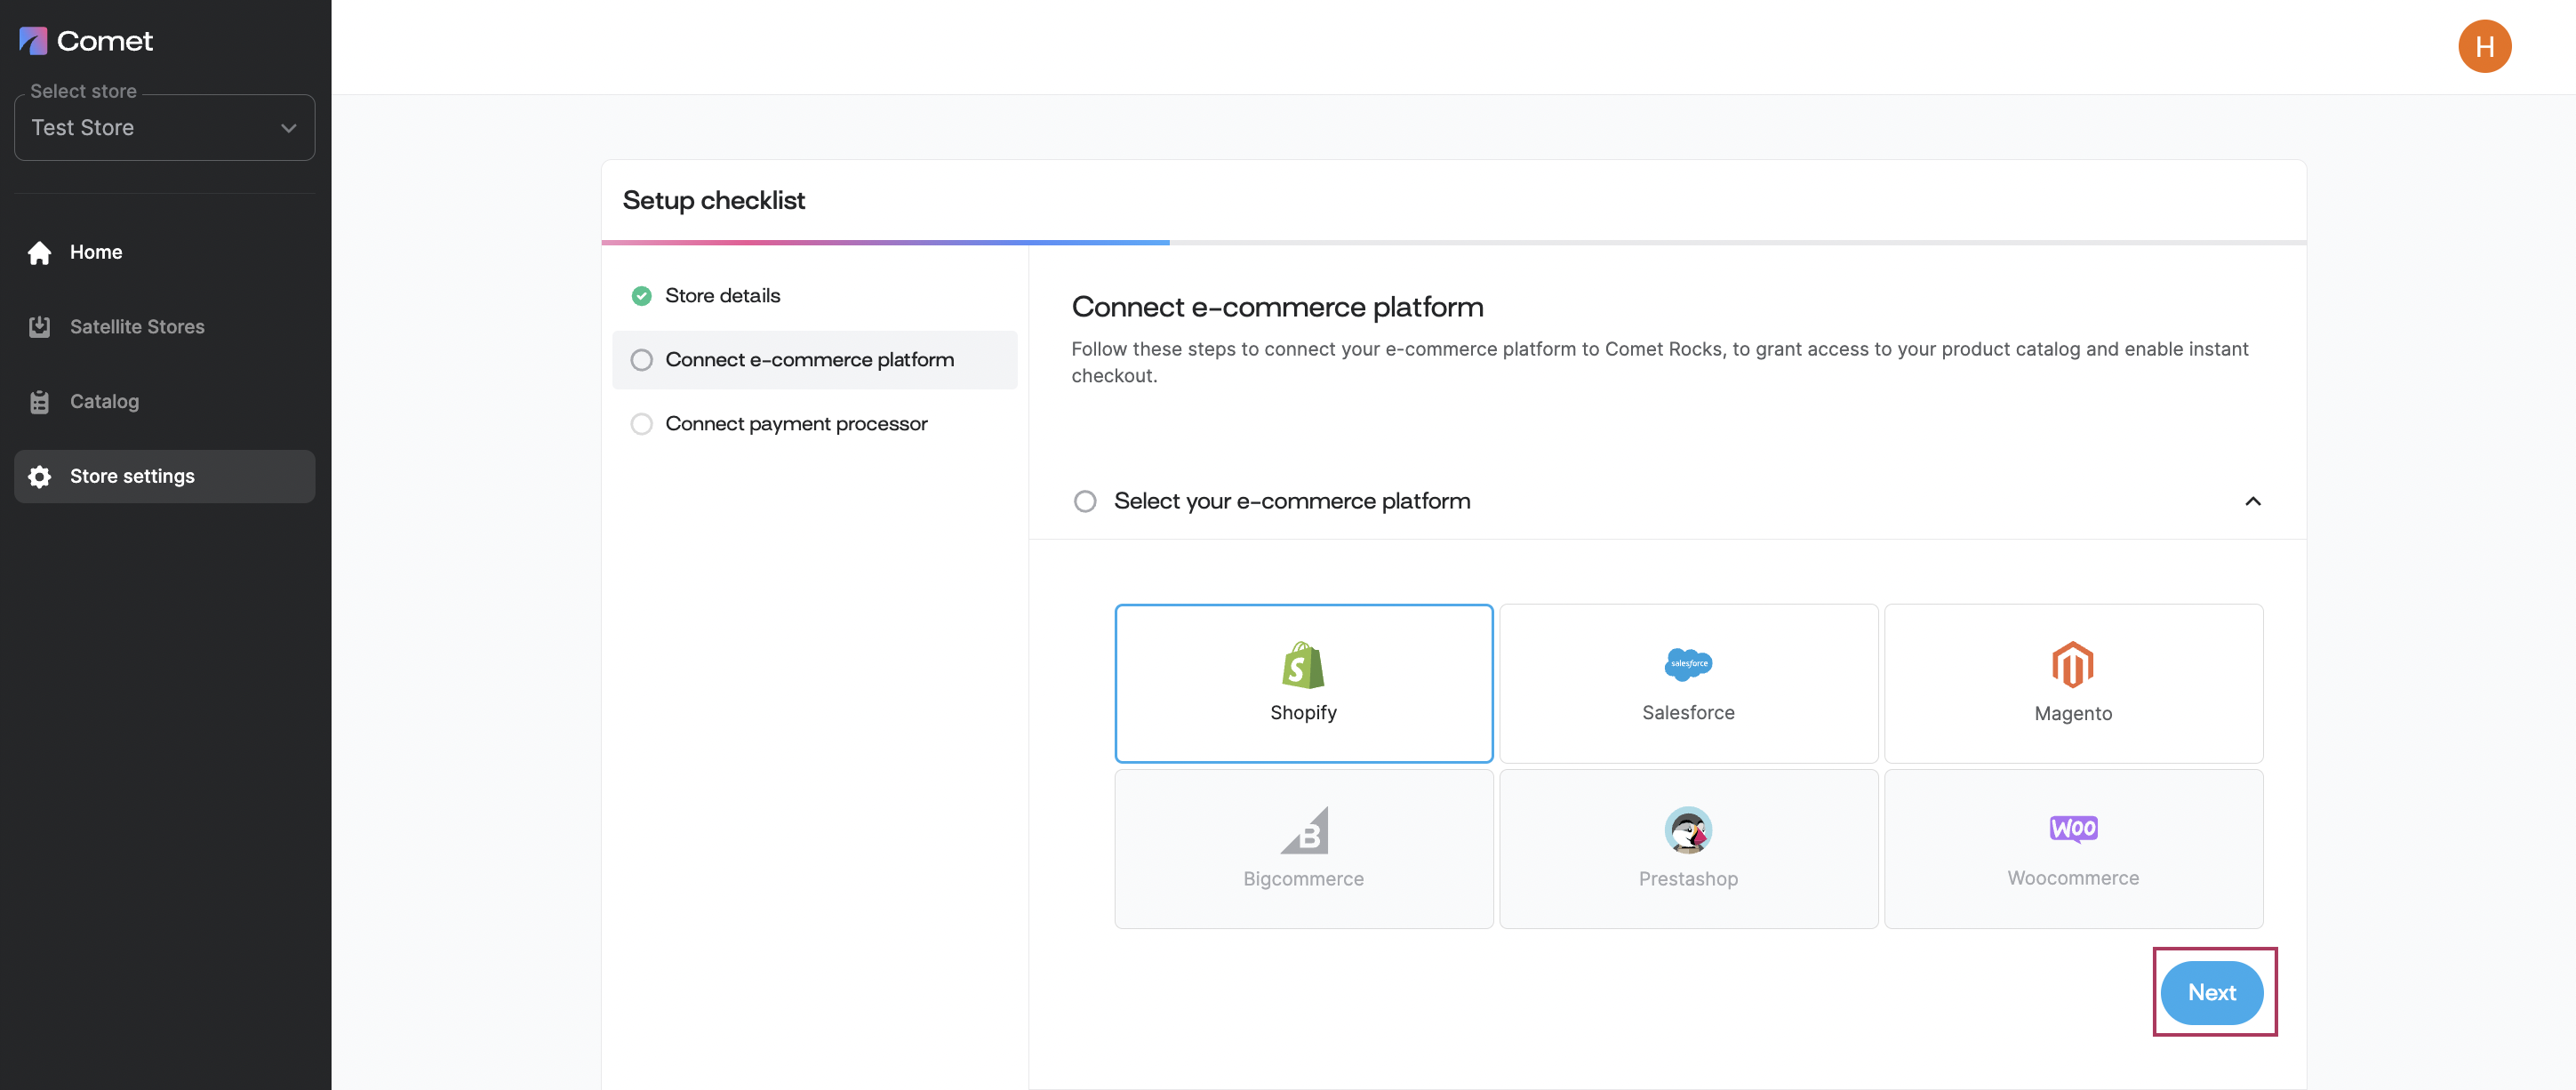 Comet
H
Select store
Test Store
Home
Satellite Stores
Catalog
Store settings
Setup checklist
Store details
Connect e-commerce platform
Connect payment processor
Connect e-commerce platform
Follow these steps to connect your e-commerce platform to Comet Rocks, to grant access to your product catalog and enable instant
checkout.
Select your e-commerce platform
S
Shopify
salesforce
Salesforce
Magento
B
Bigcommerce
Prestashop
WOO
Woocommerce
Next